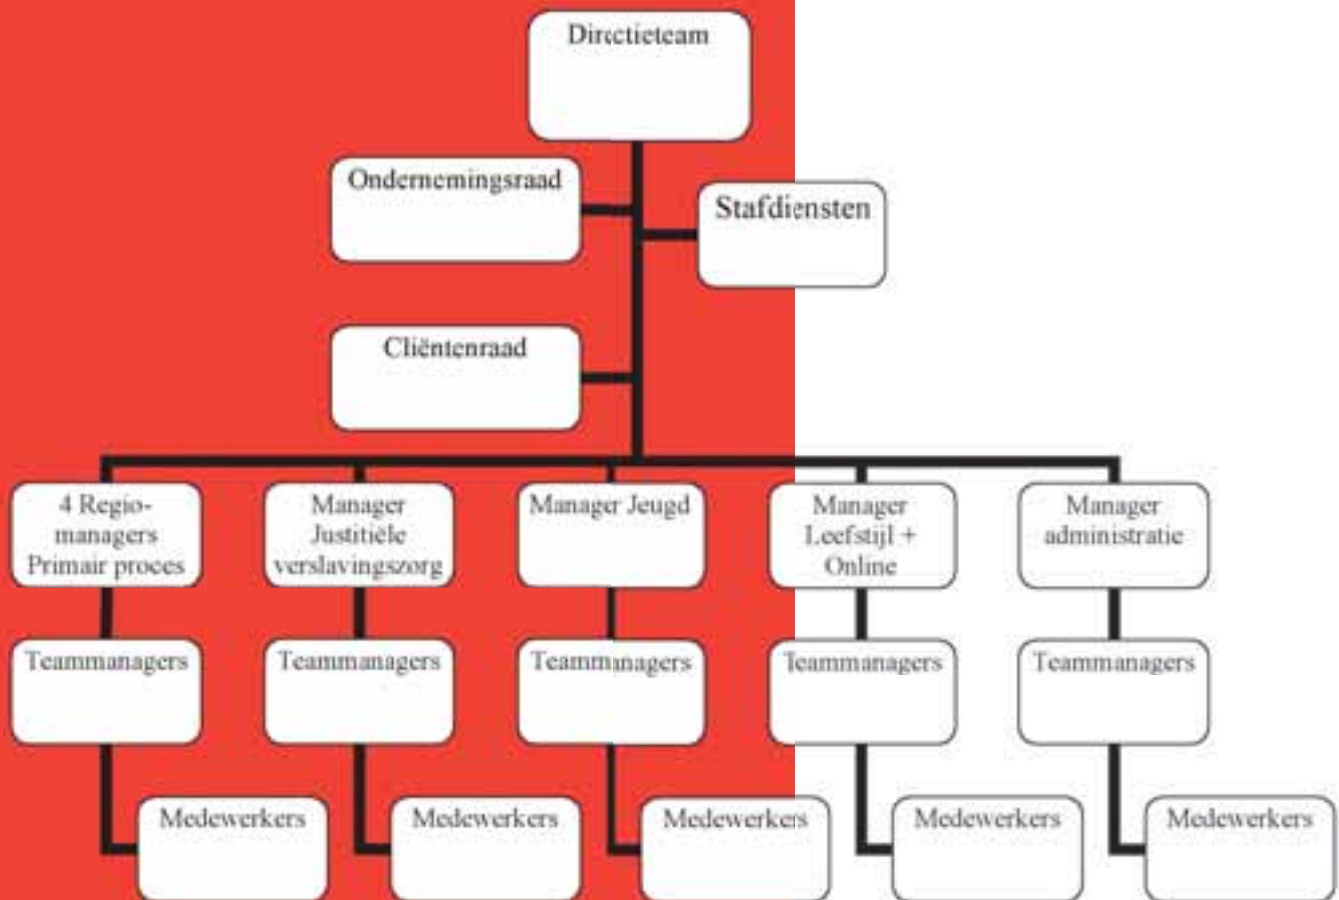 Directieteam
Ondernemingsraad
Stafdiensten
Cliëntenraad
4 Regio-
managers
Primair proces
Manager
Justitiële
verslavingszorg
Manager Jeugd
Manager
Leefstijl +
Online
Manager
administratie
Teammanagers
Teammanagers
Teammanagers
Teammanagers
Teammanagers
Medewerkers
Medewerkers
Medewerkers
Medewerkers
Medewerkers